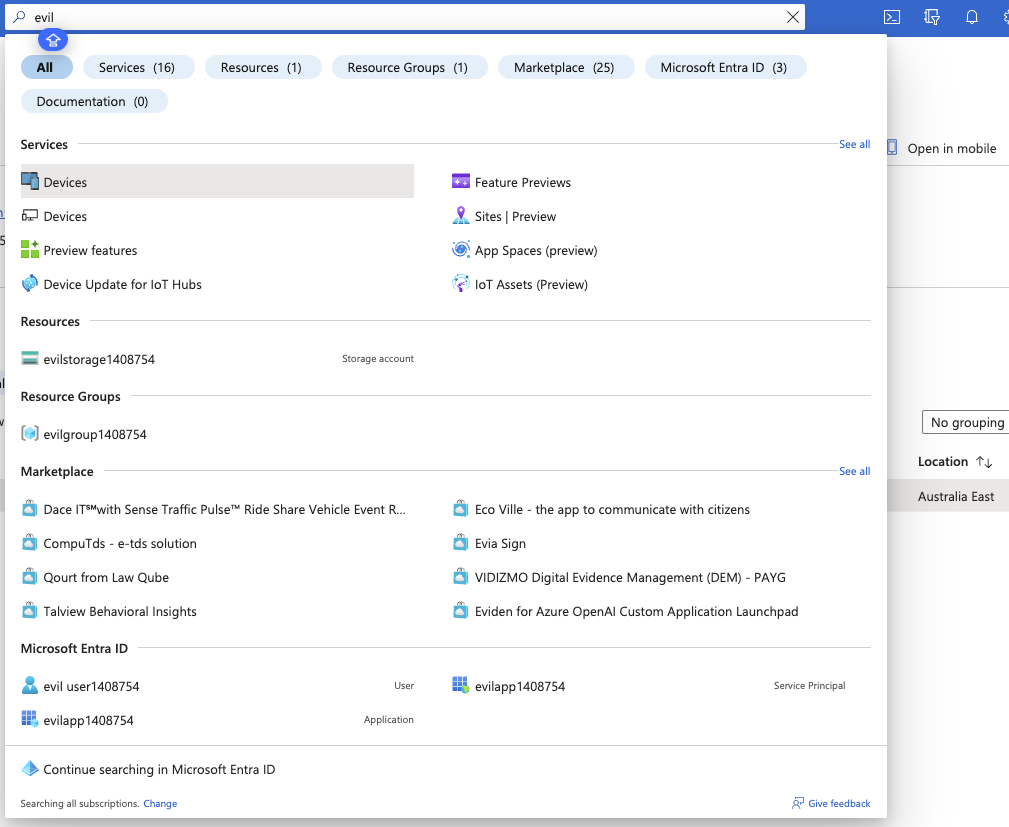 evil
All
Services (16)
Resources (1)
Resource Groups (1)
Marketplace (25)
Microsoft Entra ID (3)
Documentation (0)
Services
See all
Open in mobile
Devices
Feature Previews
Devices
Sites | Preview
Preview features
App Spaces (preview)
Device Update for IoT Hubs
IoT Assets (Preview)
Resources
evilstorage1408754
Storage account
Resource Groups
evilgroup1408754
No grouping
Marketplace
See all
Location
Australia East
Dace IT℠with Sense Traffic Pulse™ Ride Share Vehicle Event R...
Eco Ville - the app to communicate with citizens
CompuTds - e-tds solution
Evia Sign
Qourt from Law Qube
VIDIZMO Digital Evidence Management (DEM) - PAYG
Talview Behavioral Insights
Eviden for Azure OpenAI Custom Application Launchpad
Microsoft Entra ID
evil user1408754
User
evilapp1408754
Service Principal
evilapp1408754
Application
Continue searching in Microsoft Entra ID
Searching all subscriptions. Change
Give feedback